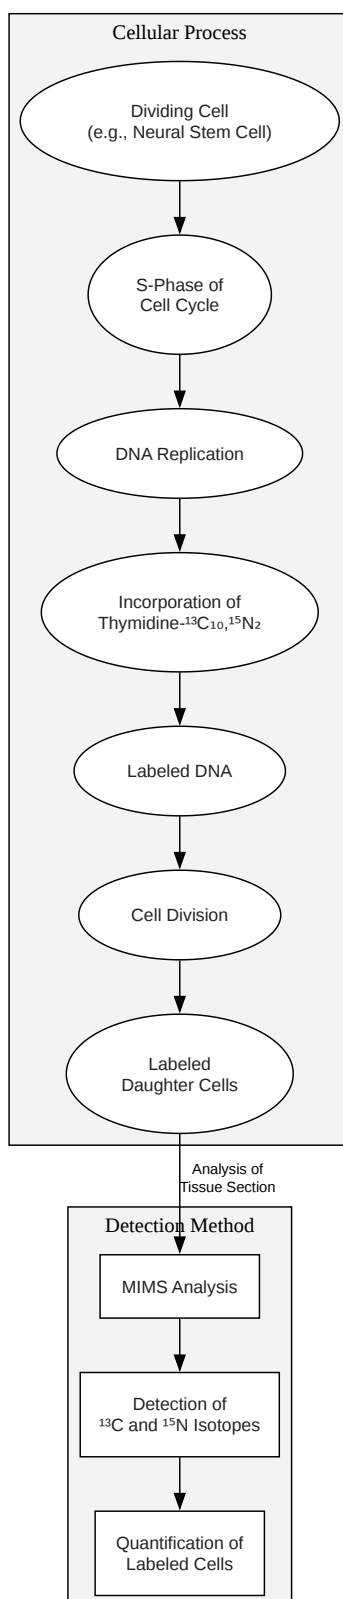 Cellular Process
Dividing Cell
(e.g., Neural Stem Cell)
S-Phase of
Cell Cycle
DNA Replication
Incorporation of
Thymidine-¹³C₁₀,¹⁵N₂
Labeled DNA
Cell Division
Labeled
Daughter Cells
Analysis of
Tissue Section
Detection Method
MIMS Analysis
Detection of
¹³C and ¹⁵N Isotopes
Quantification of
Labeled Cells